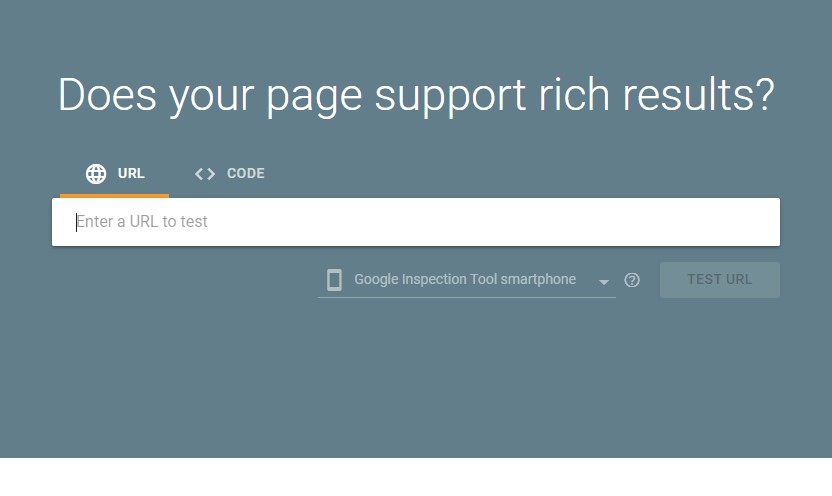 Does your page support rich results?
URL CODE
Enter a URL to test
Google Inspection Tool smartphone TEST URL